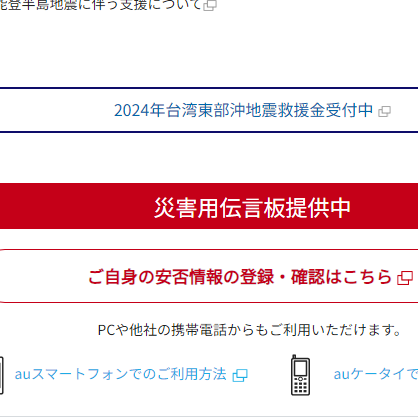 能登半島地震に伴う支援について
2024年台湾東部沖地震救援金受付中
災害用伝言板提供中
ご自身の安否情報の登録・確認はこちら
PCや他社の携帯電話からもご利用いただけます。
auスマートフォンでのご利用方法
auケータイで